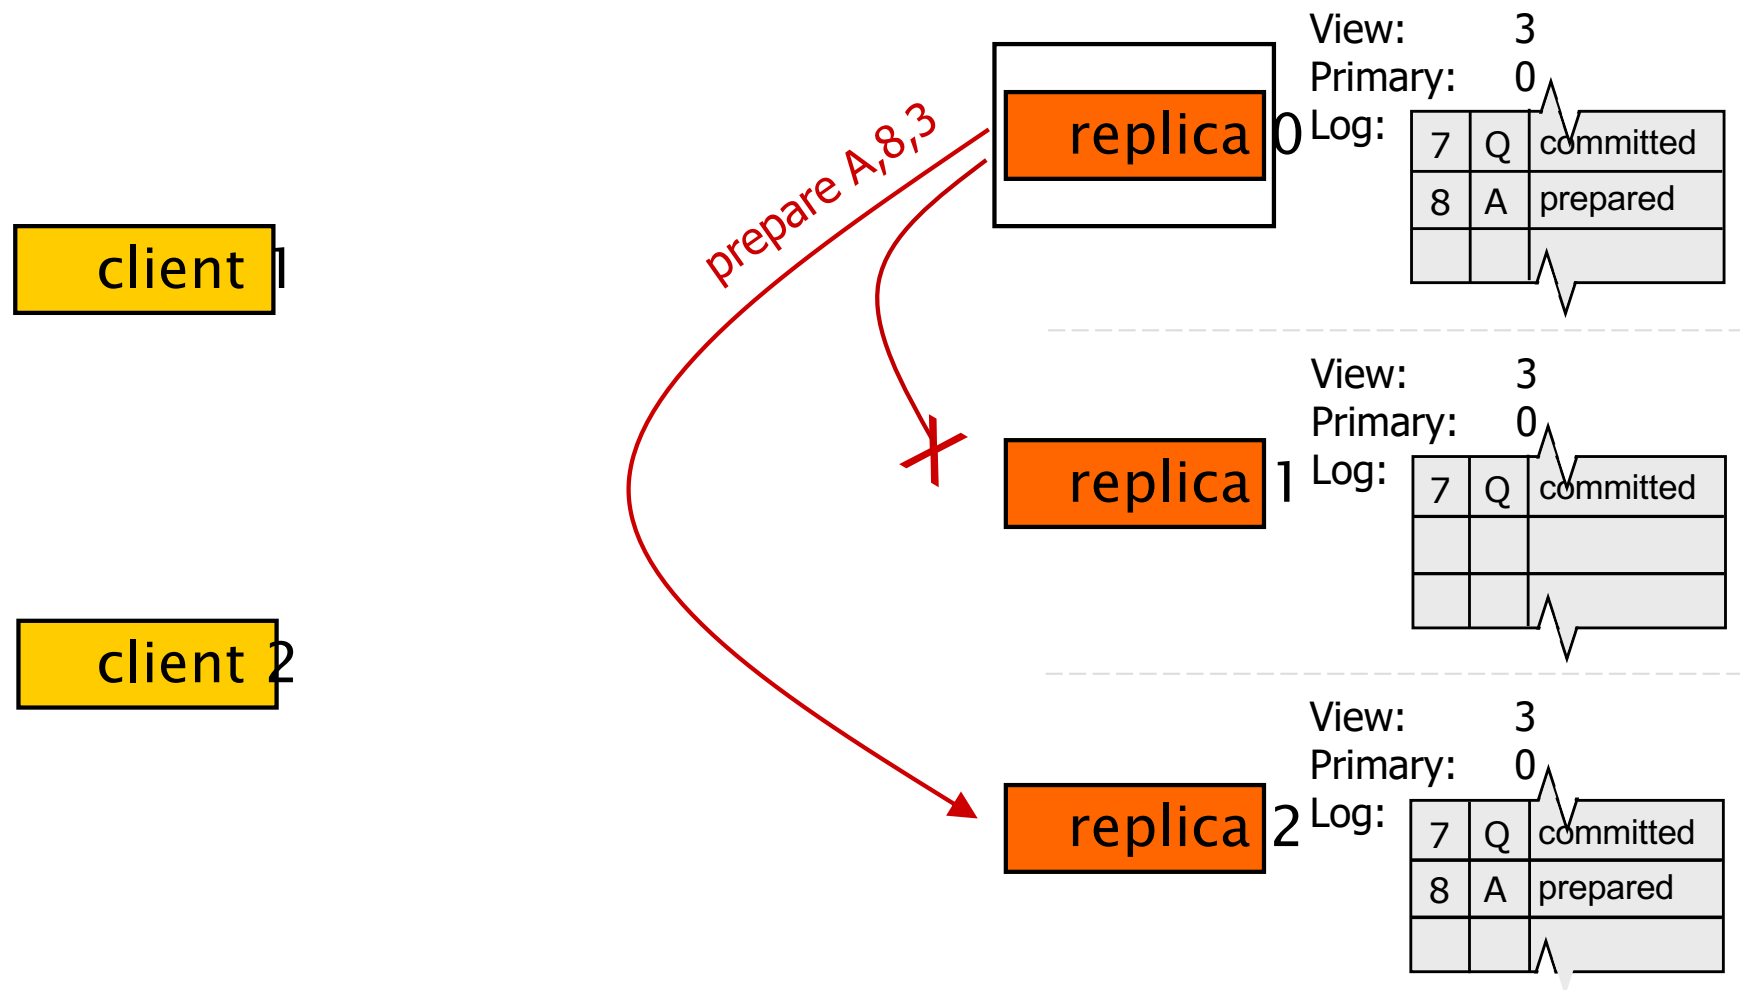 client 1
client 2
prepare A,8,3
replica 0
View: 3
Primary: 0
Log:
7 Q committed
8 A prepared
replica 1
View: 3
Primary: 0
Log:
7 Q committed
replica 2
View: 3
Primary: 0
Log:
7 Q committed
8 A prepared